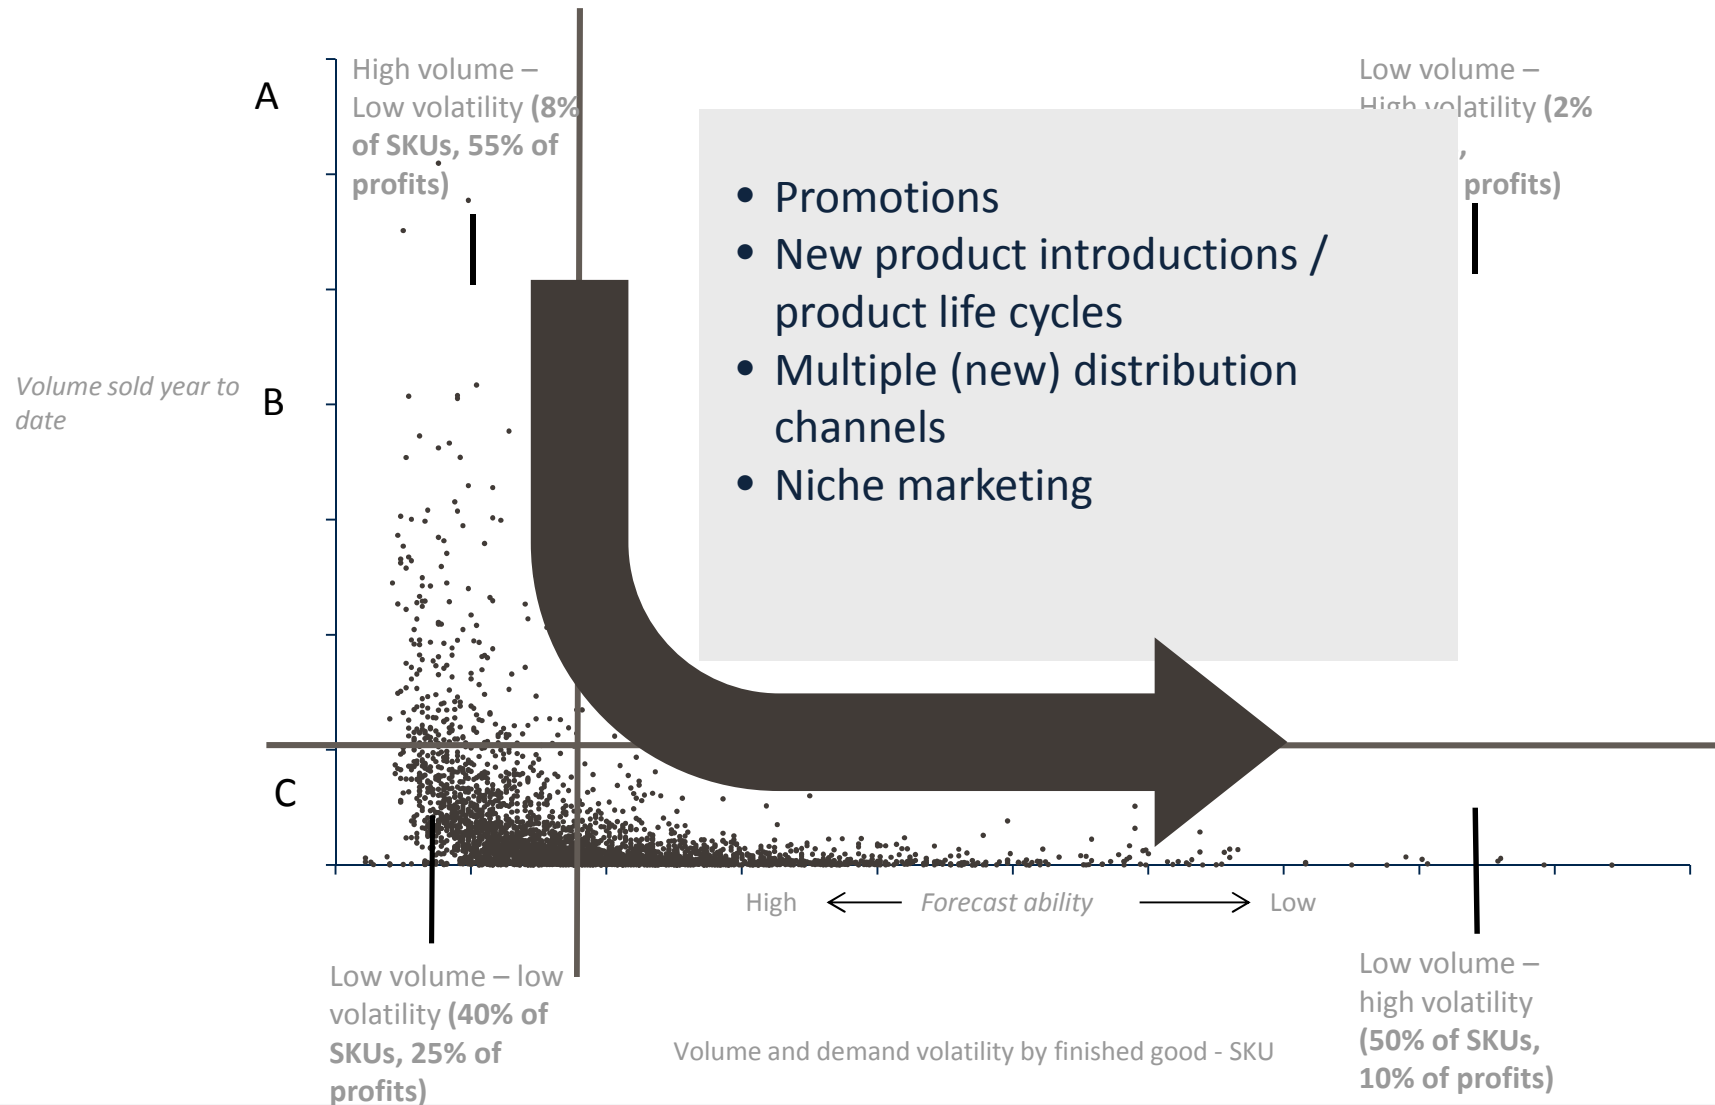 A
High volume –
Low volatility (8%
of SKUs, 55% of
profits)
Low volume –
High volatility (2%
,
profits)
• Promotions
• New product introductions /
product life cycles
• Multiple (new) distribution
channels
• Niche marketing
Volume sold year to
date
B
C
High Forecast ability Low
Low volume – low
volatility (40% of
SKUs, 25% of
profits)
Volume and demand volatility by finished good - SKU
Low volume –
high volatility
(50% of SKUs,
10% of profits)